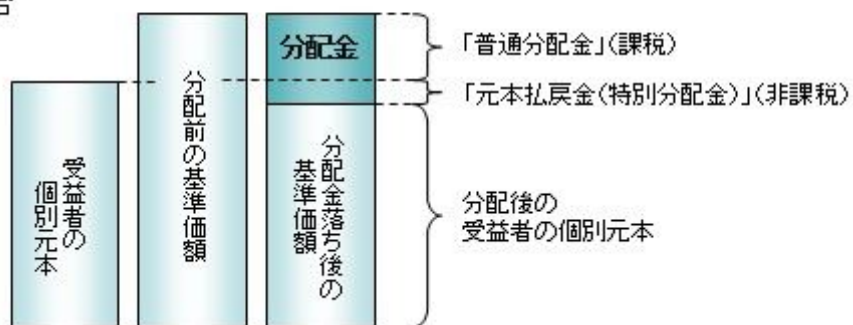 分配金
「普通分配金」(課税)
「元本払戻金(特別分配金)」(非課税)
受益者の
個別元本
分配前の基準価額
分配金落ち後の
基準価額
分配後の
受益者の個別元本